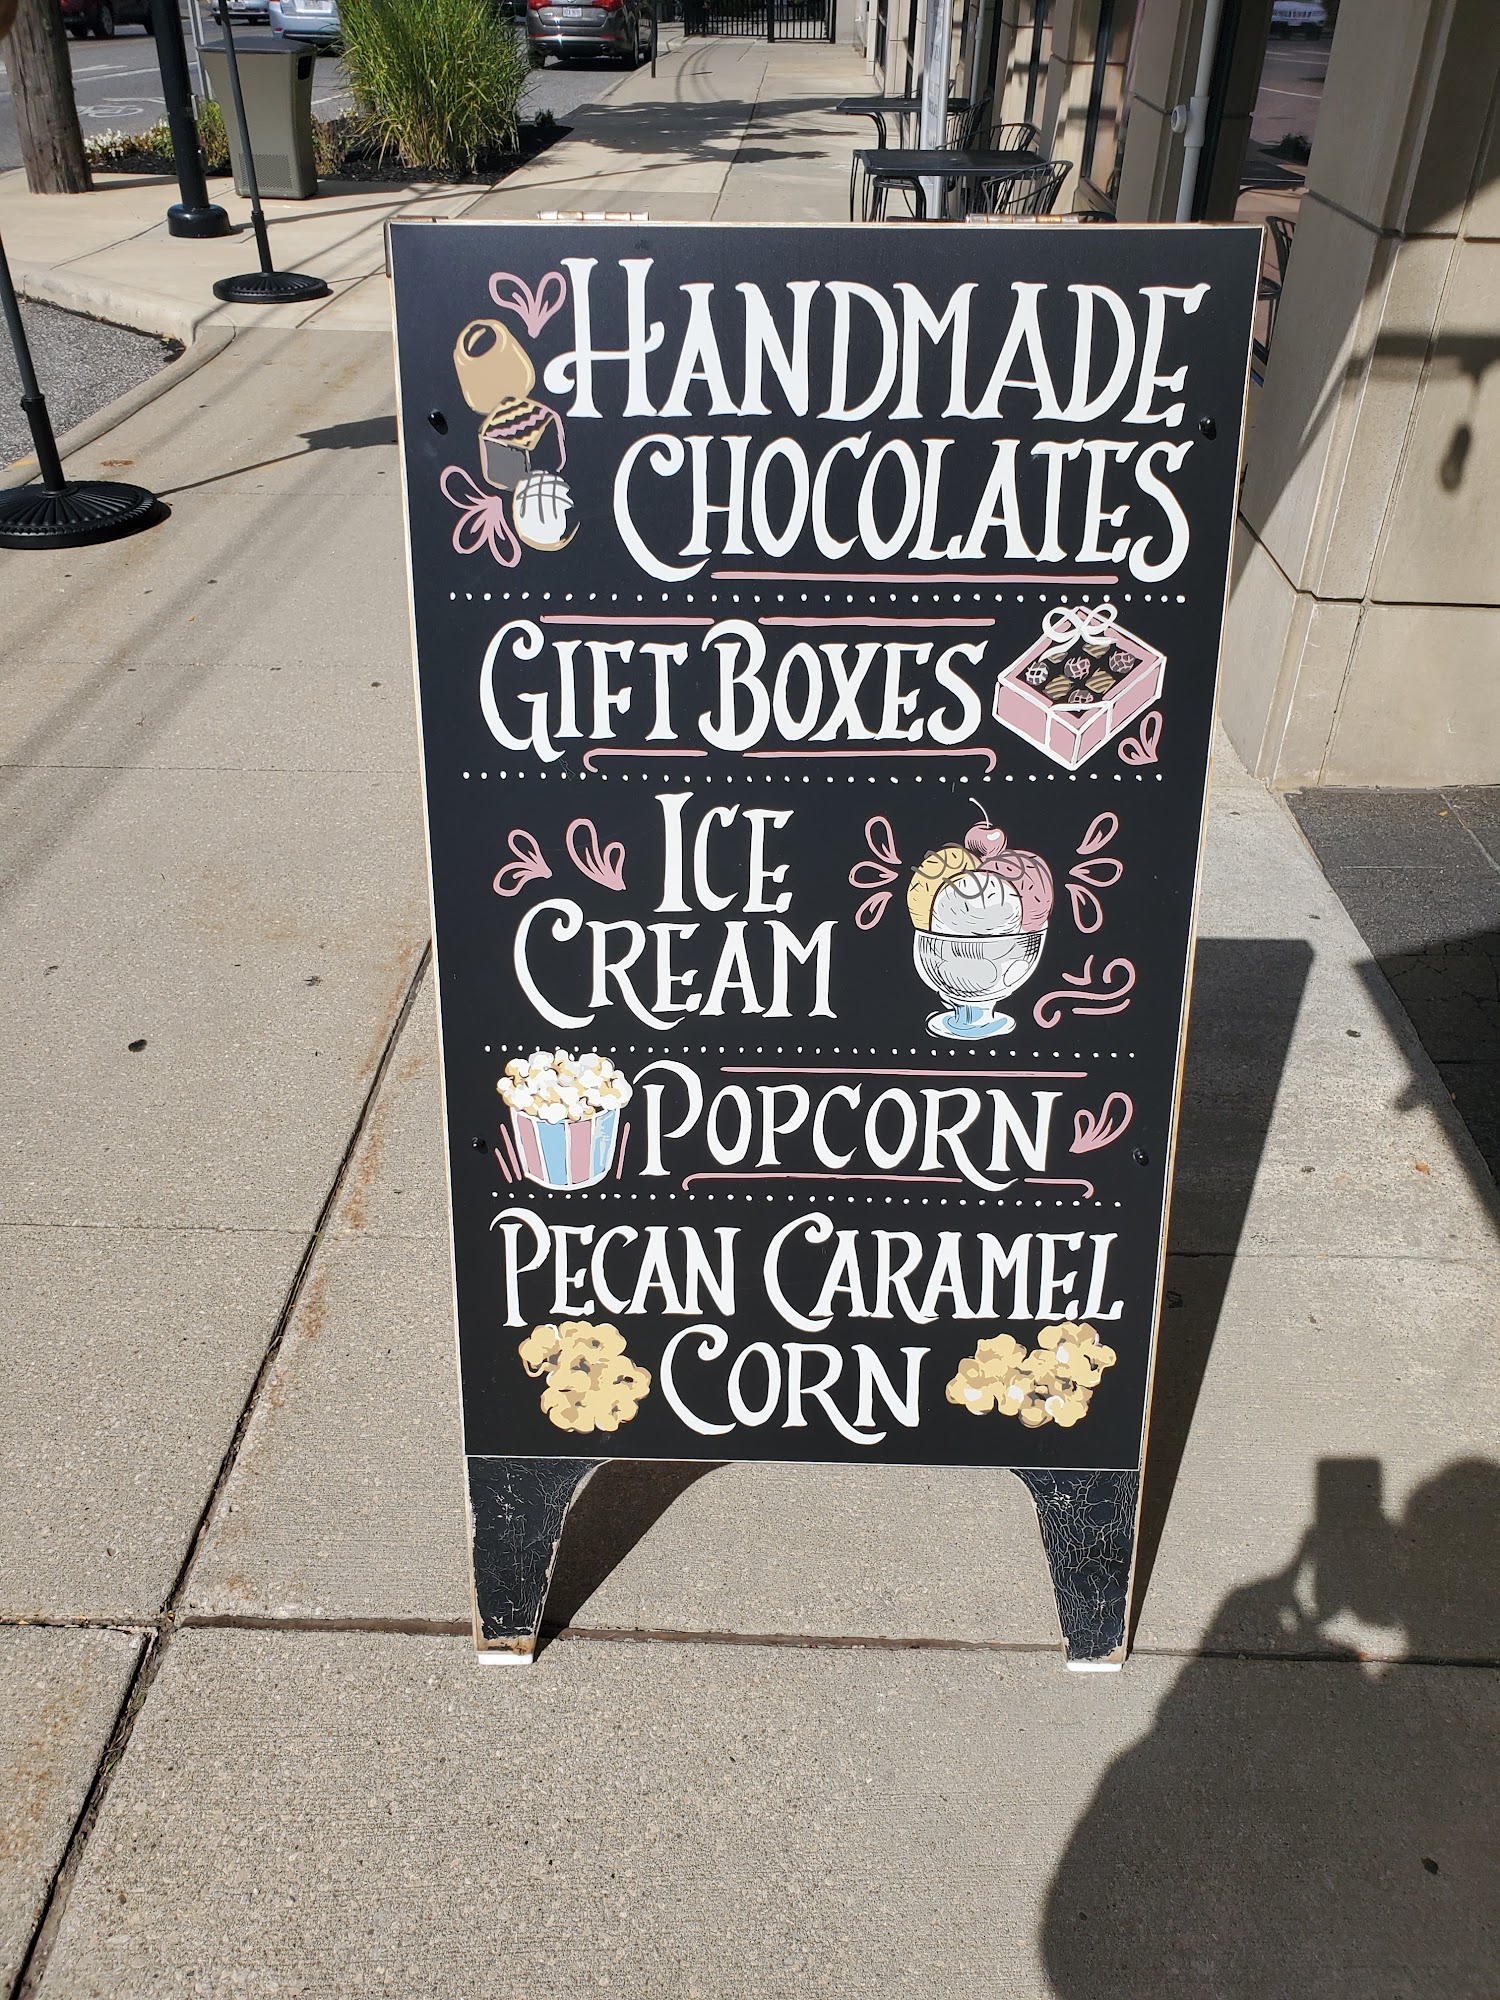 HANDMADE
CHOCOLATES
GIFT BOXES
ICE
CREAM
POPCORN
PECAN CARAMEL
CORN